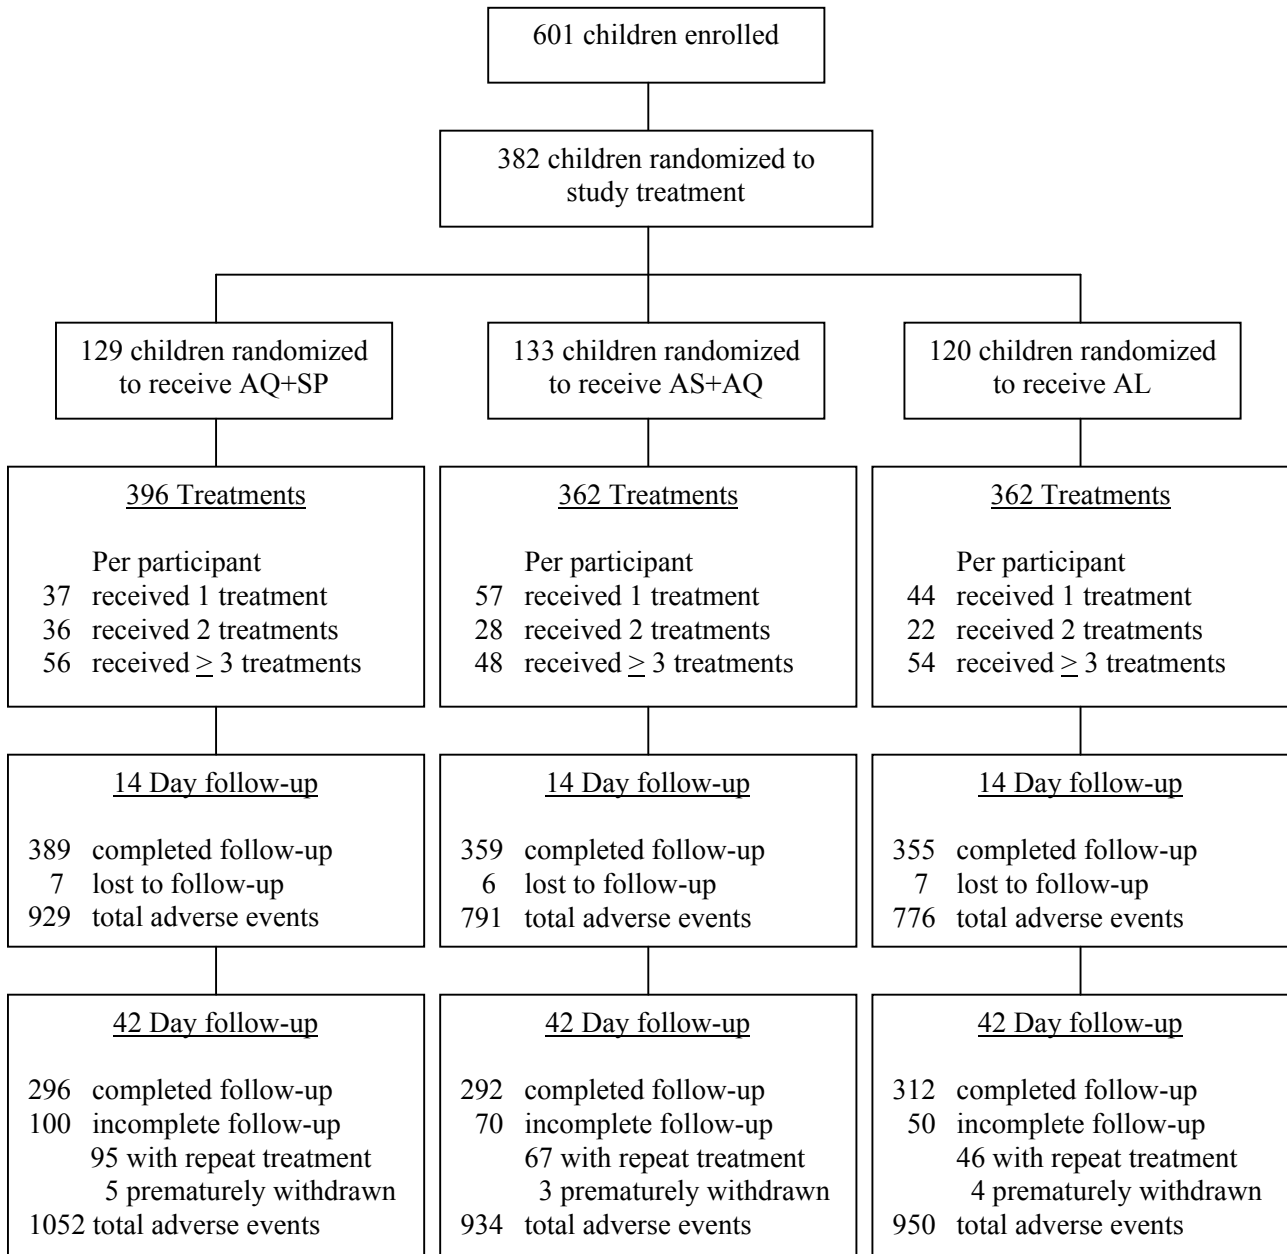 601 children enrolled
382 children randomized to
study treatment
129 children randomized
to receive AQ+SP
133 children randomized
to receive AS+AQ
120 children randomized
to receive AL
396 Treatments
Per participant
37 received 1 treatment
36 received 2 treatments
56 received ≥ 3 treatments
362 Treatments
Per participant
57 received 1 treatment
28 received 2 treatments
48 received ≥ 3 treatments
362 Treatments
Per participant
44 received 1 treatment
22 received 2 treatments
54 received ≥ 3 treatments
14 Day follow-up
389 completed follow-up
7 lost to follow-up
929 total adverse events
14 Day follow-up
359 completed follow-up
6 lost to follow-up
791 total adverse events
14 Day follow-up
355 completed follow-up
7 lost to follow-up
776 total adverse events
42 Day follow-up
296 completed follow-up
100 incomplete follow-up
95 with repeat treatment
5 prematurely withdrawn
1052 total adverse events
42 Day follow-up
292 completed follow-up
70 incomplete follow-up
67 with repeat treatment
3 prematurely withdrawn
934 total adverse events
42 Day follow-up
312 completed follow-up
50 incomplete follow-up
46 with repeat treatment
4 prematurely withdrawn
950 total adverse events